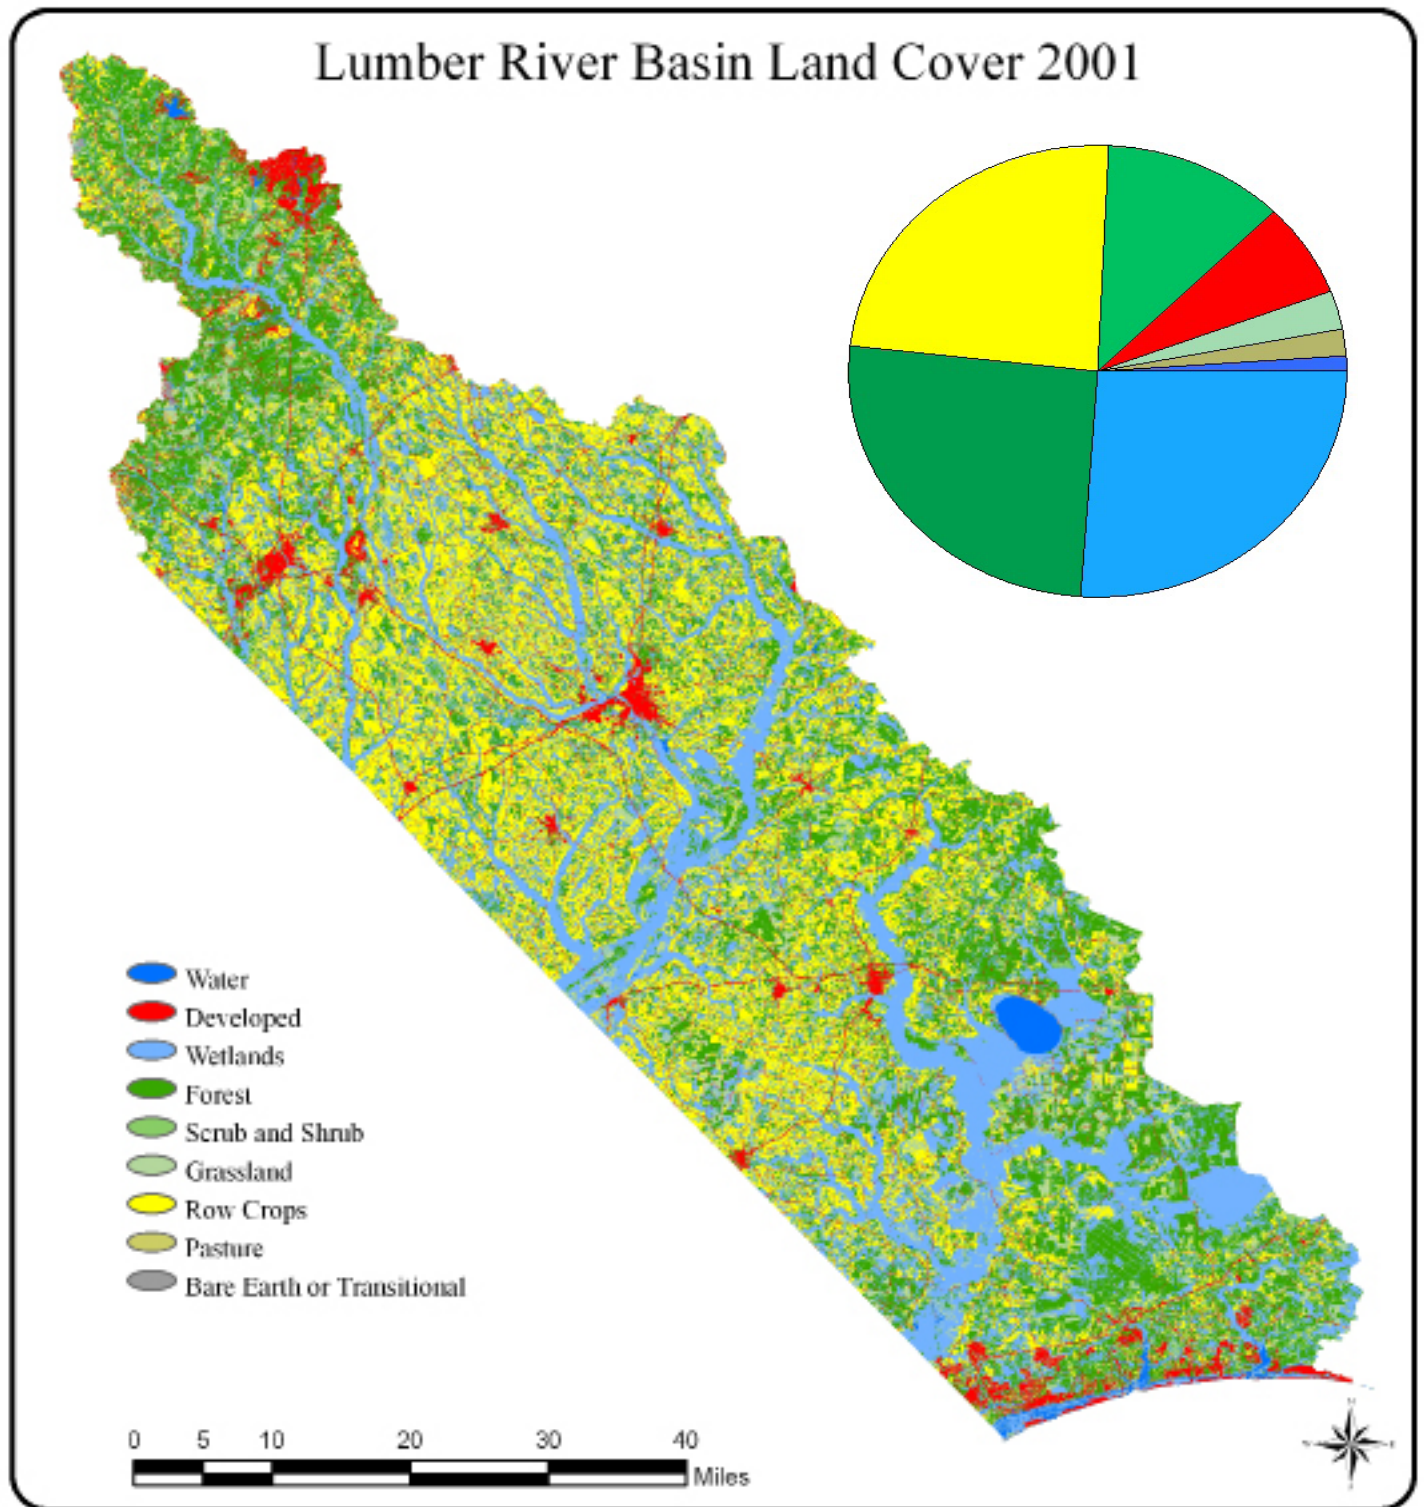 Lumber River Basin Land Cover 2001
Water
Developed
Wetlands
Forest
Scrub and Shrub
Grassland
Row Crops
Pasture
Bare Earth or Transitional
0 5 10 20 30 40
Miles